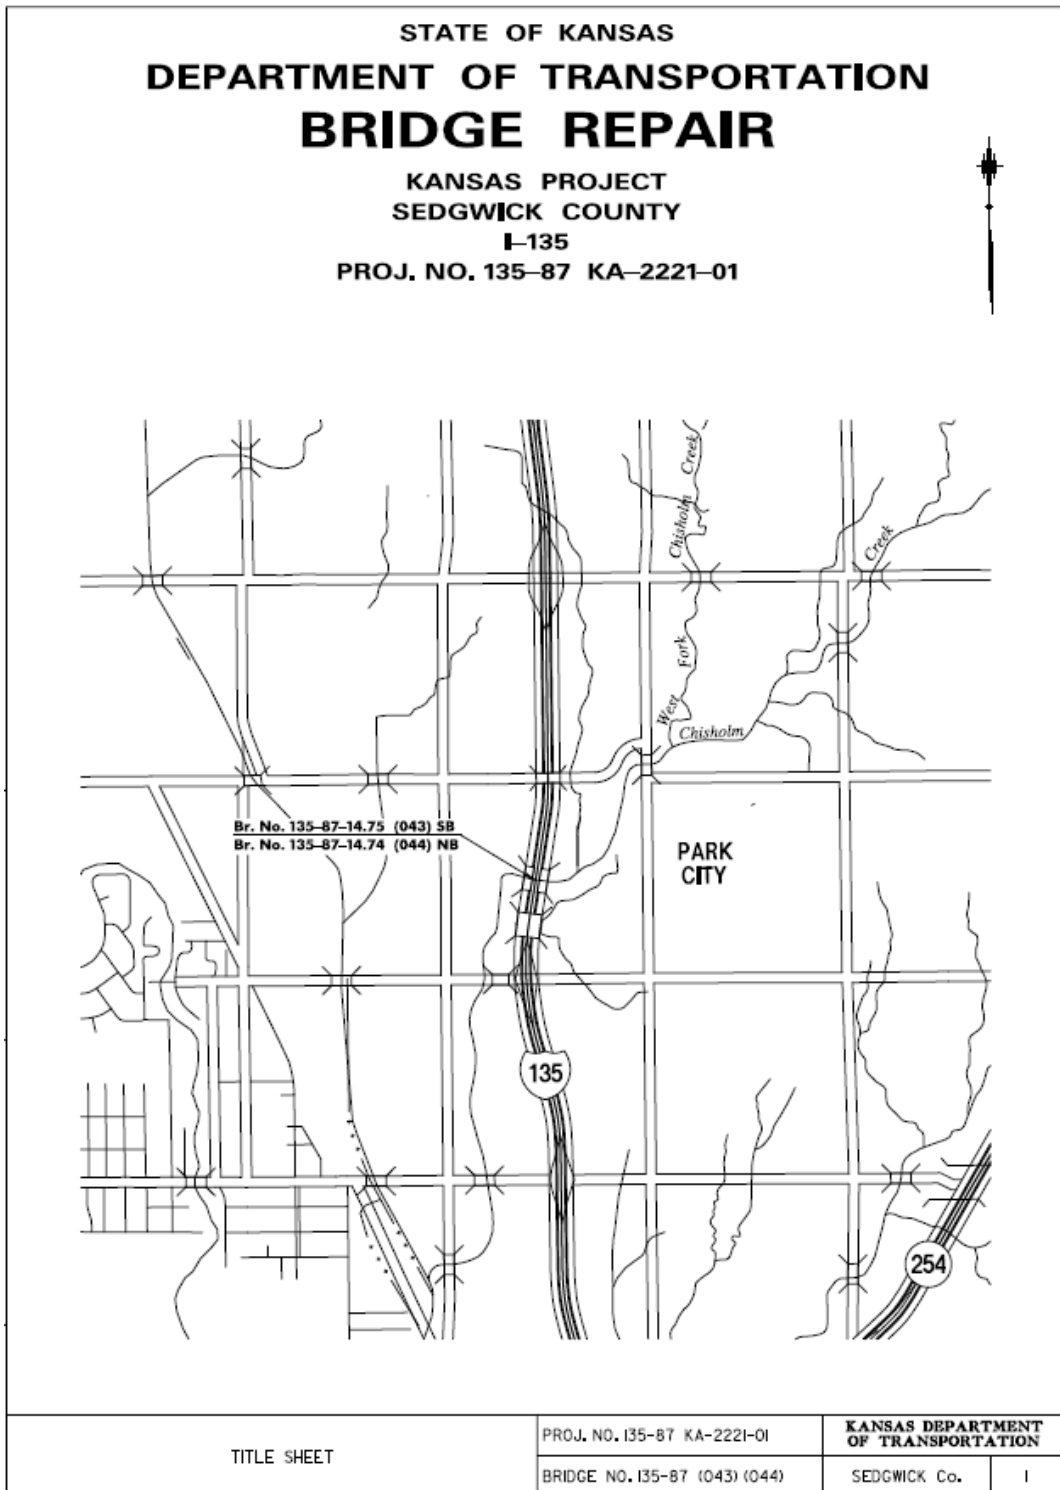 STATE OF KANSAS
DEPARTMENT OF TRANSPORTATION
BRIDGE REPAIR
KANSAS PROJECT
SEDGWICK COUNTY
I-135
PROJ. NO. 135-87 KA-2221-01
Chisholm Creek
Creek
West Fork
Chisholm
Br. No. 135-87-14.75 (043) SB
Br. No. 135-87-14.74 (044) NB
PARK
CITY
135
254
TITLE SHEET
PROJ. NO. 135-87 KA-2221-01
BRIDGE NO. 135-87 (043) (044)
KANSAS DEPARTMENT
OF TRANSPORTATION
SEDGWICK Co.
1